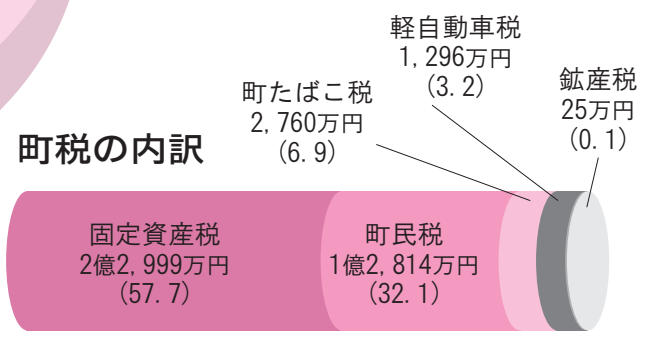 町税の内訳
固定資産税
2億2,999万円
(57.7)
町民税
1億2,814万円
(32.1)
町たばこ税
2,760万円
(6.9)
軽自動車税
1,296万円
(3.2)
鉱産税
25万円
(0.1)